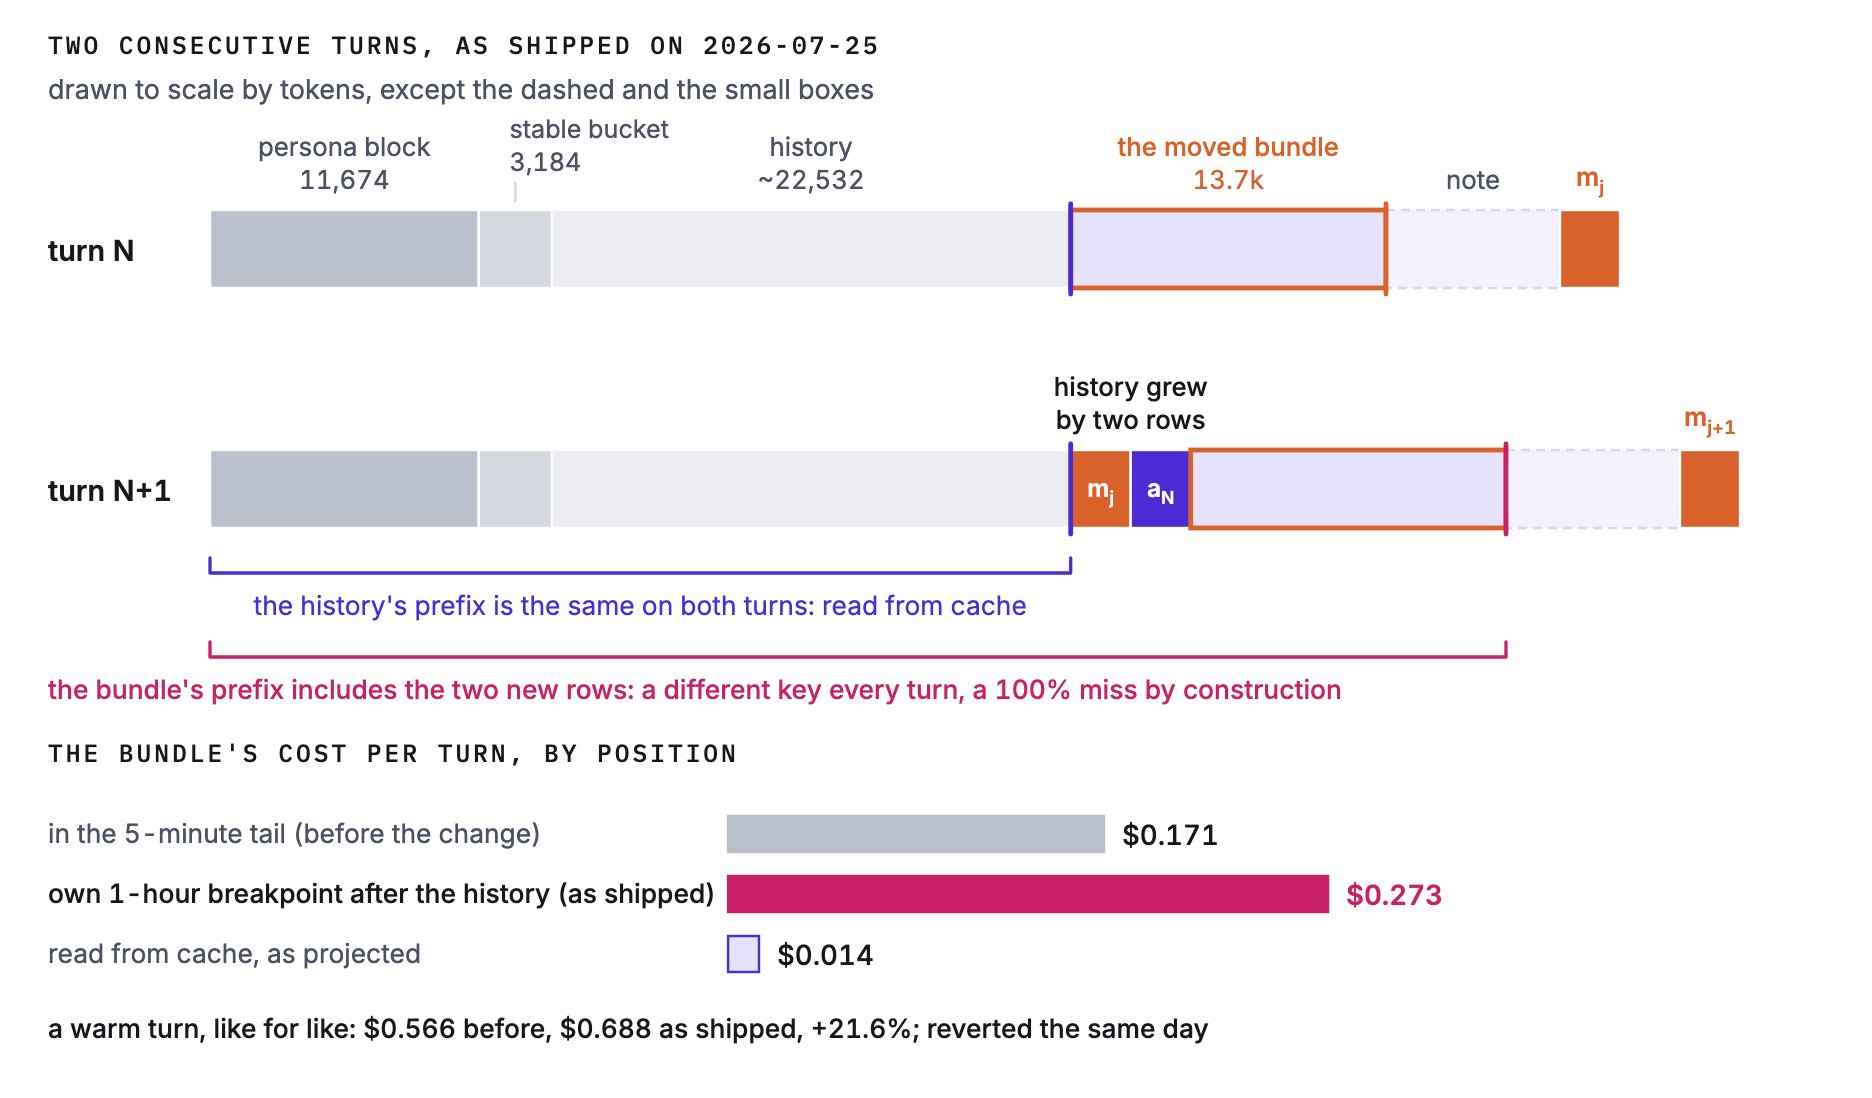 TWO CONSECUTIVE TURNS, AS SHIPPED ON 2026-07-25
drawn to scale by tokens, except the dashed and the small boxes
persona block
11,674
stable bucket
3,184
history
~22,532
the moved bundle
13.7k
note
mj
turn N
history grew
by two rows
mj+1
turn N+1
mj
aN
the history's prefix is the same on both turns: read from cache
the bundle's prefix includes the two new rows: a different key every turn, a 100% miss by construction
THE BUNDLE'S COST PER TURN, BY POSITION
in the 5-minute tail (before the change)
$0.171
own 1-hour breakpoint after the history (as shipped)
$0.273
read from cache, as projected
$0.014
a warm turn, like for like: $0.566 before, $0.688 as shipped, +21.6%; reverted the same day